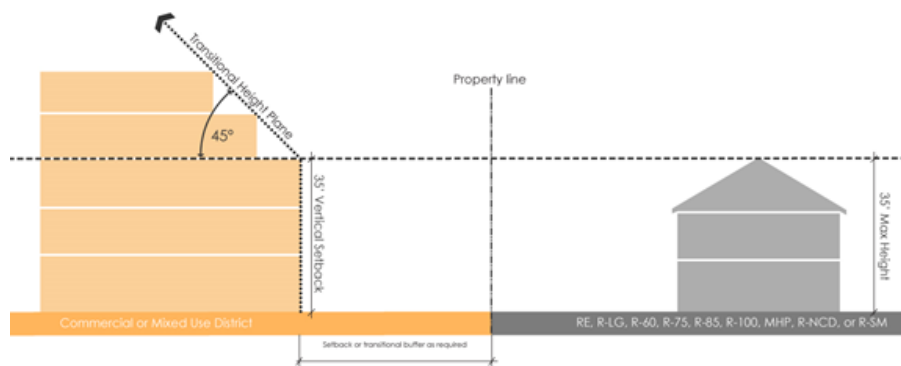 Transitional Height Plane
Property line
45°
35' Vertical Setback
35' Max Height
Commercial or Mixed Use District
RE, R-LG, R-60, R-75, R-85, R-100, MHP, R-NCD, or R-SM
Setback or transitional buffer as required